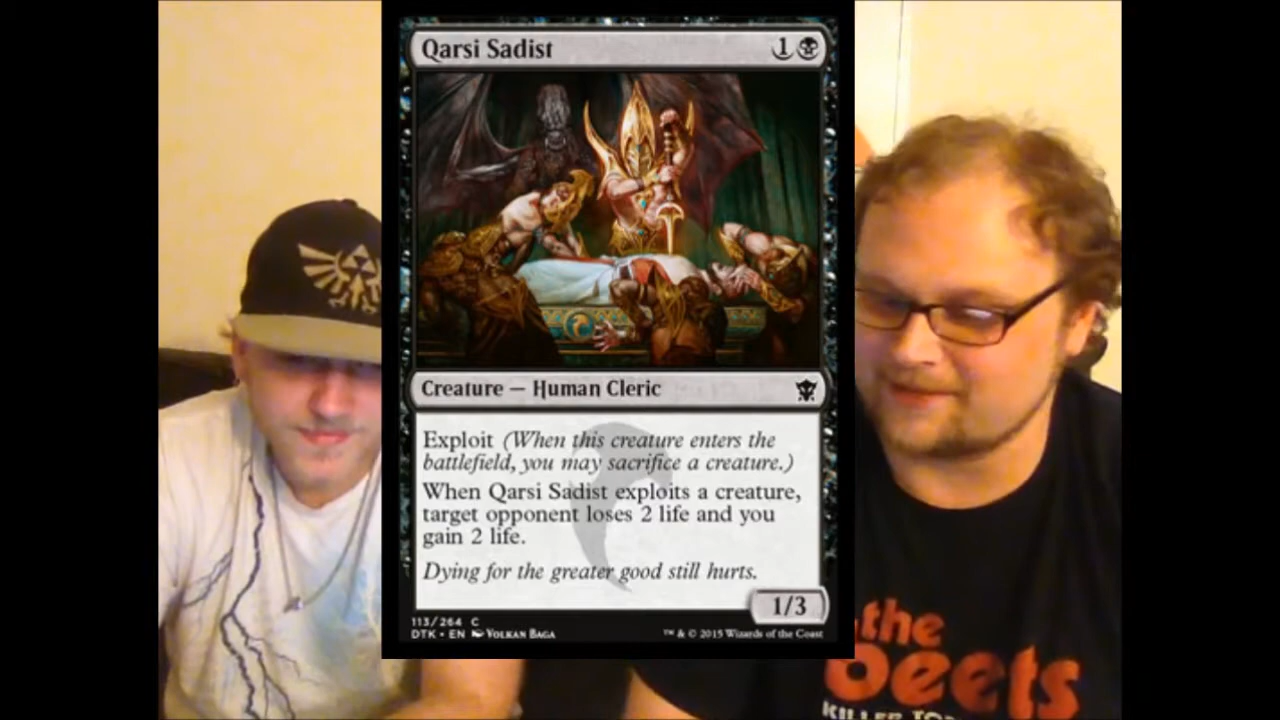 Qarsi Sadist 1
Creature — Human Cleric
Exploit (When this creature enters the
battlefield, you may sacrifice a creature.)
When Qarsi Sadist exploits a creature,
target opponent loses 2 life and you
gain 2 life.
Dying for the greater good still hurts.
1/3
113/264 C
DTK • EN Volkan Baga
™ & © 2015 Wizards of the Coast
the
beets
KILLER